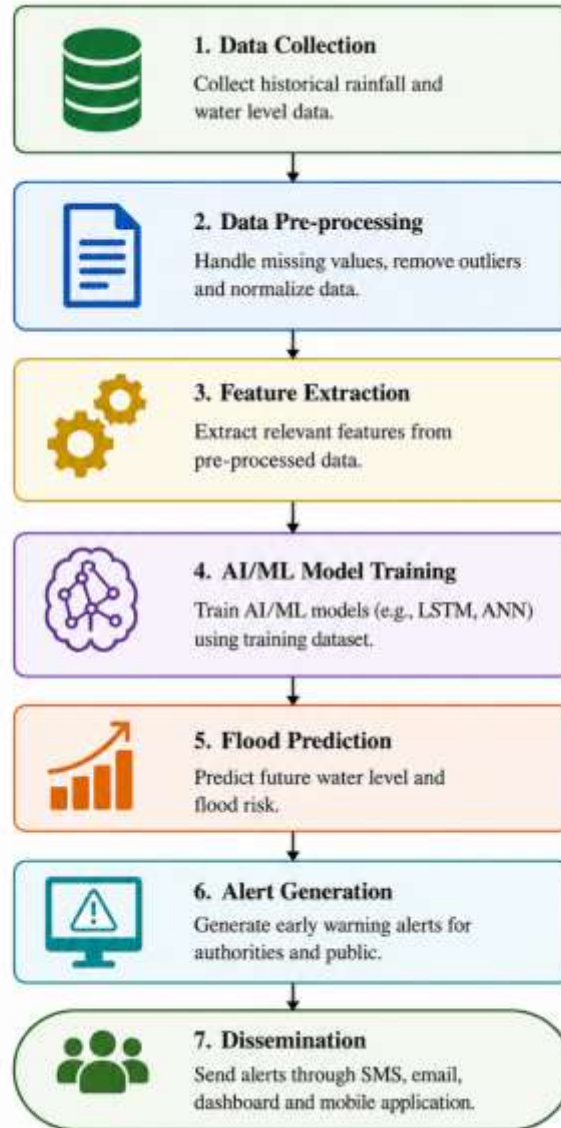 1. Data Collection
Collect historical rainfall and
water level data.
2. Data Pre-processing
Handle missing values, remove outliers
and normalize data.
3. Feature Extraction
Extract relevant features from
pre-processed data.
4. AI/ML Model Training
Train AI/ML models (e.g., LSTM, ANN)
using training dataset.
5. Flood Prediction
Predict future water level and
flood risk.
6. Alert Generation
Generate early warning alerts for
authorities and public.
7. Dissemination
Send alerts through SMS, email,
dashboard and mobile application.